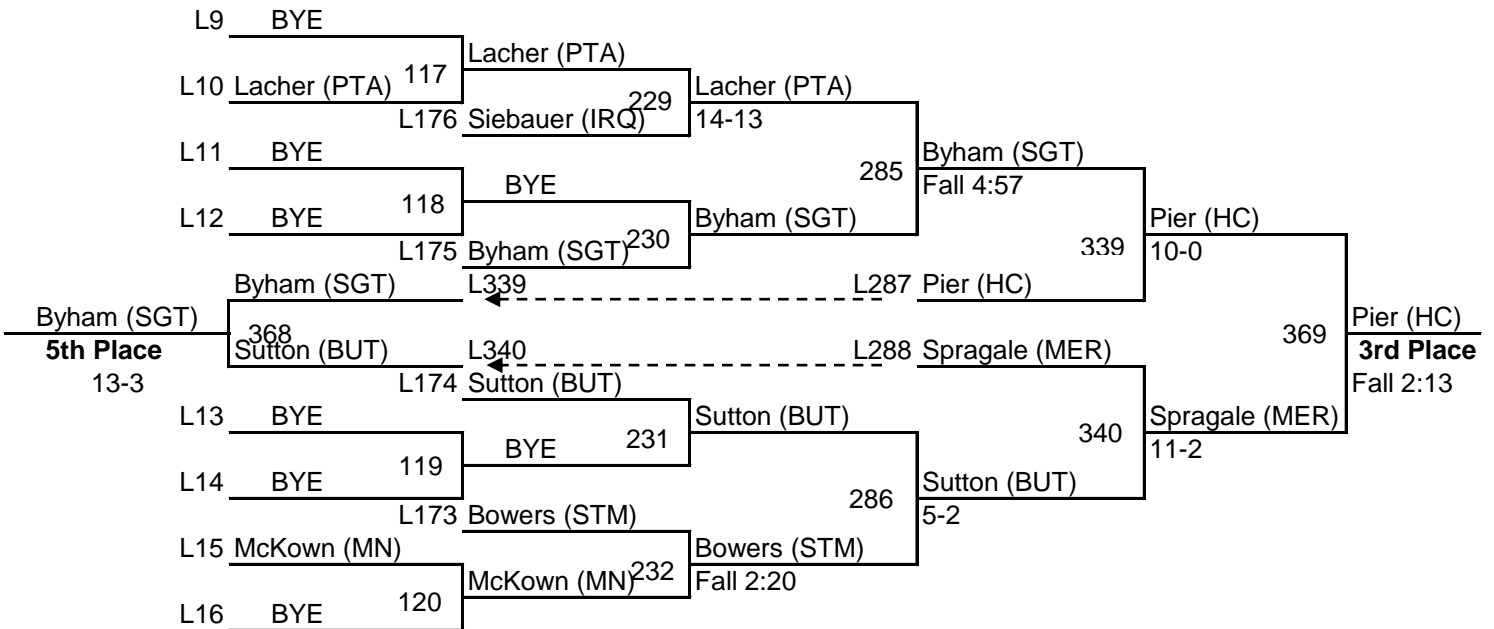 L9 BYE
Lacher (PTA)
L10 Lacher (PTA) 117 Lacher (PTA)
L176 Siebauer (IRQ) 229 14-13
L11 BYE Byham (SGT)
BYE 285 Fall 4:57
L12 BYE 118 Byham (SGT) Pier (HC)
L175 Byham (SGT) 230 339 10-0
Byham (SGT) L339 L287 Pier (HC)
Byham (SGT) 368 369 Pier (HC)
5th Place Sutton (BUT) L340 L288 Spragale (MER) 3rd Place
13-3 L174 Sutton (BUT) Fall 2:13
L13 BYE Sutton (BUT) Spragale (MER)
BYE 231 340 11-2
L14 BYE 119 Sutton (BUT)
L173 Bowers (STM) 286 5-2
L15 McKown (MN) Bowers (STM)
McKown (MN) 232 Fall 2:20
L16 BYE 120